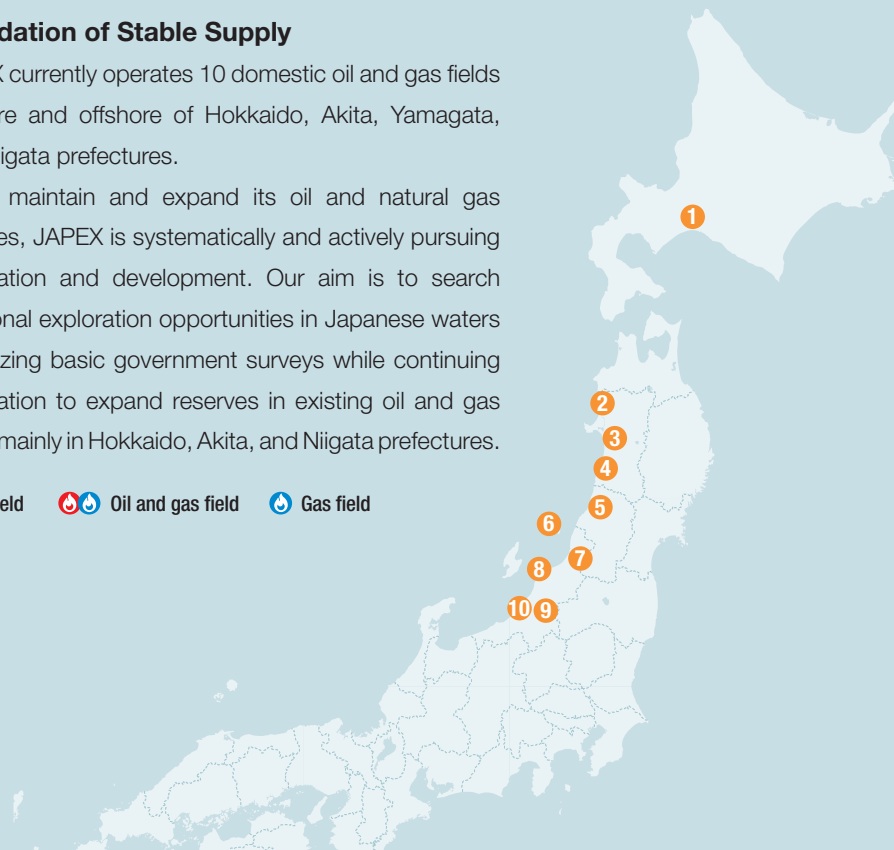 dation of Stable Supply
X currently operates 10 domestic oil and gas fields
re and offshore of Hokkaido, Akita, Yamagata,
iigata prefectures.
maintain and expand its oil and natural gas
es, JAPEX is systematically and actively pursuing
ation and development. Our aim is to search
onal exploration opportunities in Japanese waters
zing basic government surveys while continuing
ation to expand reserves in existing oil and gas
mainly in Hokkaido, Akita, and Niigata prefectures.
eld Oil and gas field Gas field
1
2
3
4
5
6
7
8
10 9